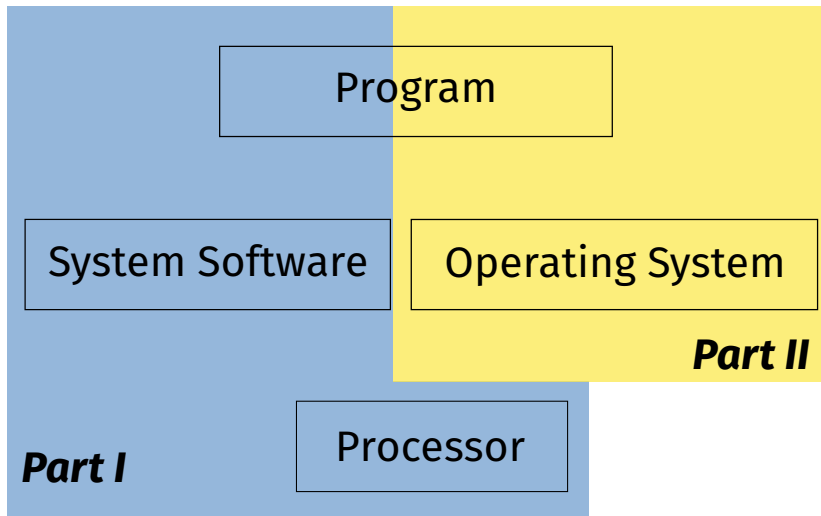 Program
System Software
Operating System
Part II
Processor
Part I